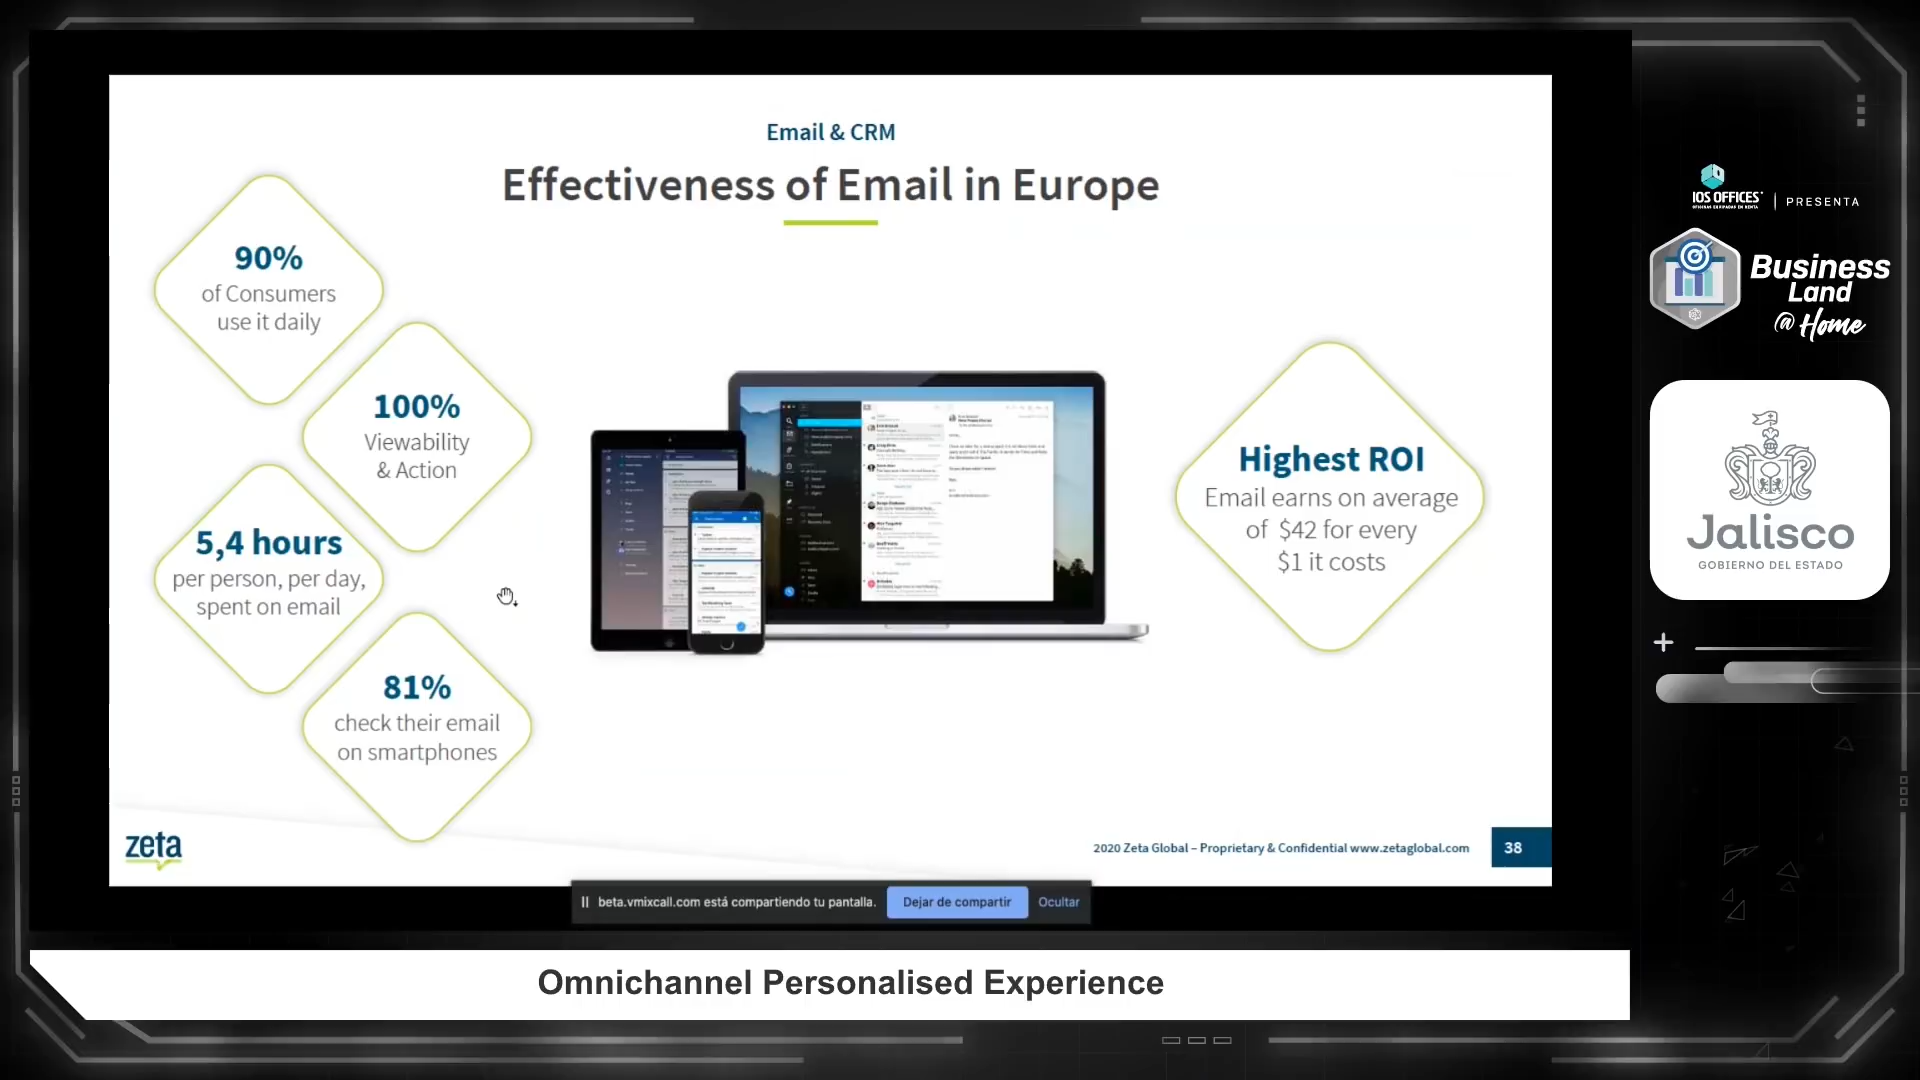 Email & CRM
Effectiveness of Email in Europe
90%
of Consumers
use it daily
100%
Viewability
& Action
5,4 hours
per person, per day,
spent on email
81%
check their email
on smartphones
Highest ROI
Email earns on average
of $42 for every
$1 it costs
zeta
2020 Zeta Global – Proprietary & Confidential www.zetaglobal.com
38
beta.vmixcall.com está compartiendo tu pantalla.
Dejar de compartir
Ocultar
Omnichannel Personalised Experience
IOS OFFICES
OFICINAS EQUIPADAS EN RENTA
PRESENTA
Business
Land
@ Home
Jalisco
GOBIERNO DEL ESTADO